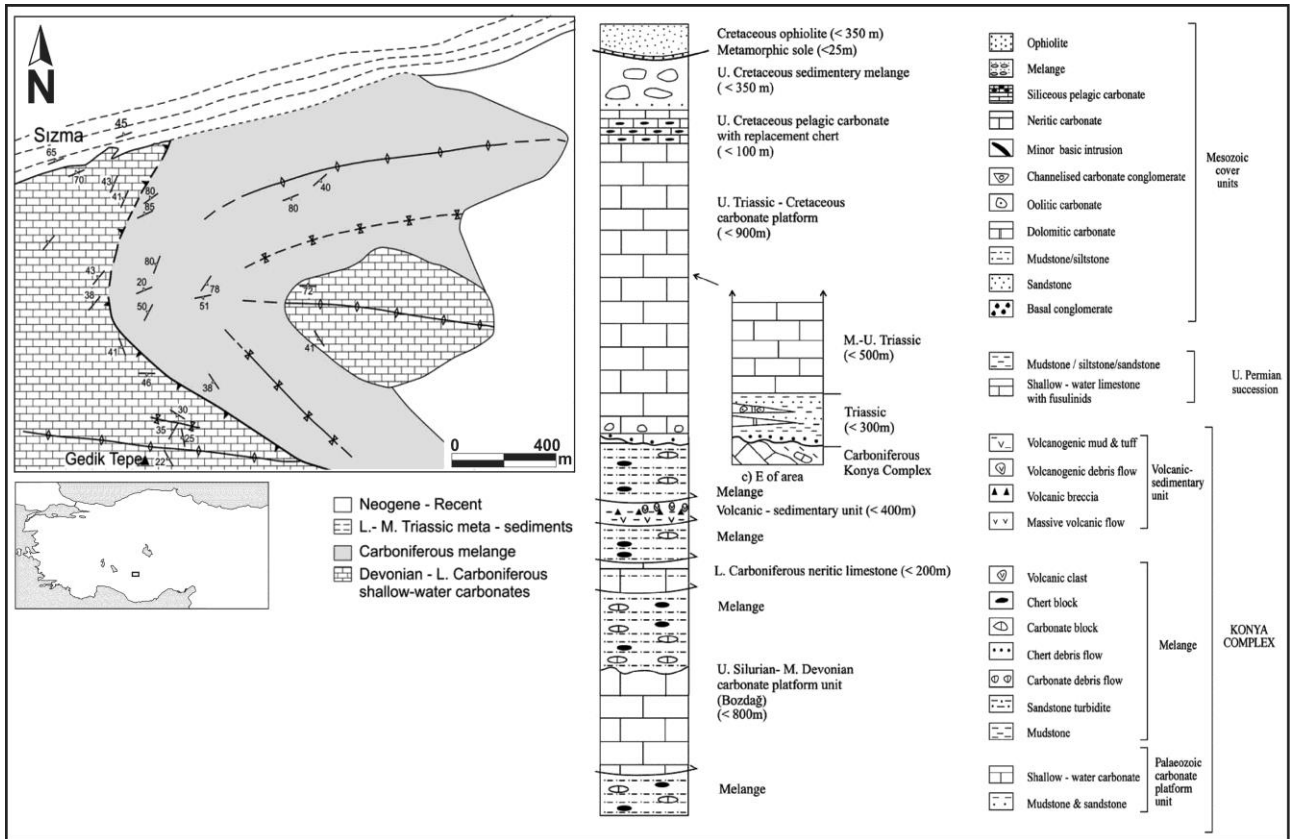 N
Sızma
45
65
70
43
41
80
85
40
80
80
43
20
78
38
50
51
72
41
41
46
38
30
35
25
Gedik Tepe
22
0 400
m
Neogene - Recent
L.- M. Triassic meta - sediments
Carboniferous melange
Devonian - L. Carboniferous
shallow-water carbonates
Cretaceous ophiolite (< 350 m)
Metamorphic sole (<25m)
U. Cretaceous sedimentery melange
(< 350 m)
U. Cretaceous pelagic carbonate
with replacement chert
(< 100 m)
U. Triassic - Cretaceous
carbonate platform
(< 900m)
M.-U. Triassic
(< 500m)
Triassic
(< 300m)
Carboniferous
Konya Complex
c) E of area
Melange
Volcanic - sedimentary unit (< 400m)
Melange
L. Carboniferous neritic limestone (< 200m)
Melange
U. Silurian- M. Devonian
carbonate platform unit
(Bozdağ)
(< 800m)
Melange
Ophiolite
Melange
Siliceous pelagic carbonate
Neritic carbonate
Minor basic intrusion
Channelised carbonate conglomerate
Oolitic carbonate
Dolomitic carbonate
Mudstone/siltstone
Sandstone
Basal conglomerate
Mesozoic
cover
units
Mudstone / siltstone/sandstone
Shallow - water limestone
with fusulinids
U. Permian
succession
Volcanogenic mud & tuff
Volcanogenic debris flow
Volcanic breccia
Massive volcanic flow
Volcanic-
sedimentary
unit
Volcanic clast
Chert block
Carbonate block
Chert debris flow
Carbonate debris flow
Sandstone turbidite
Mudstone
Melange
Shallow - water carbonate
Mudstone & sandstone
Palaeozoic
carbonate
platform
unit
KONYA
COMPLEX